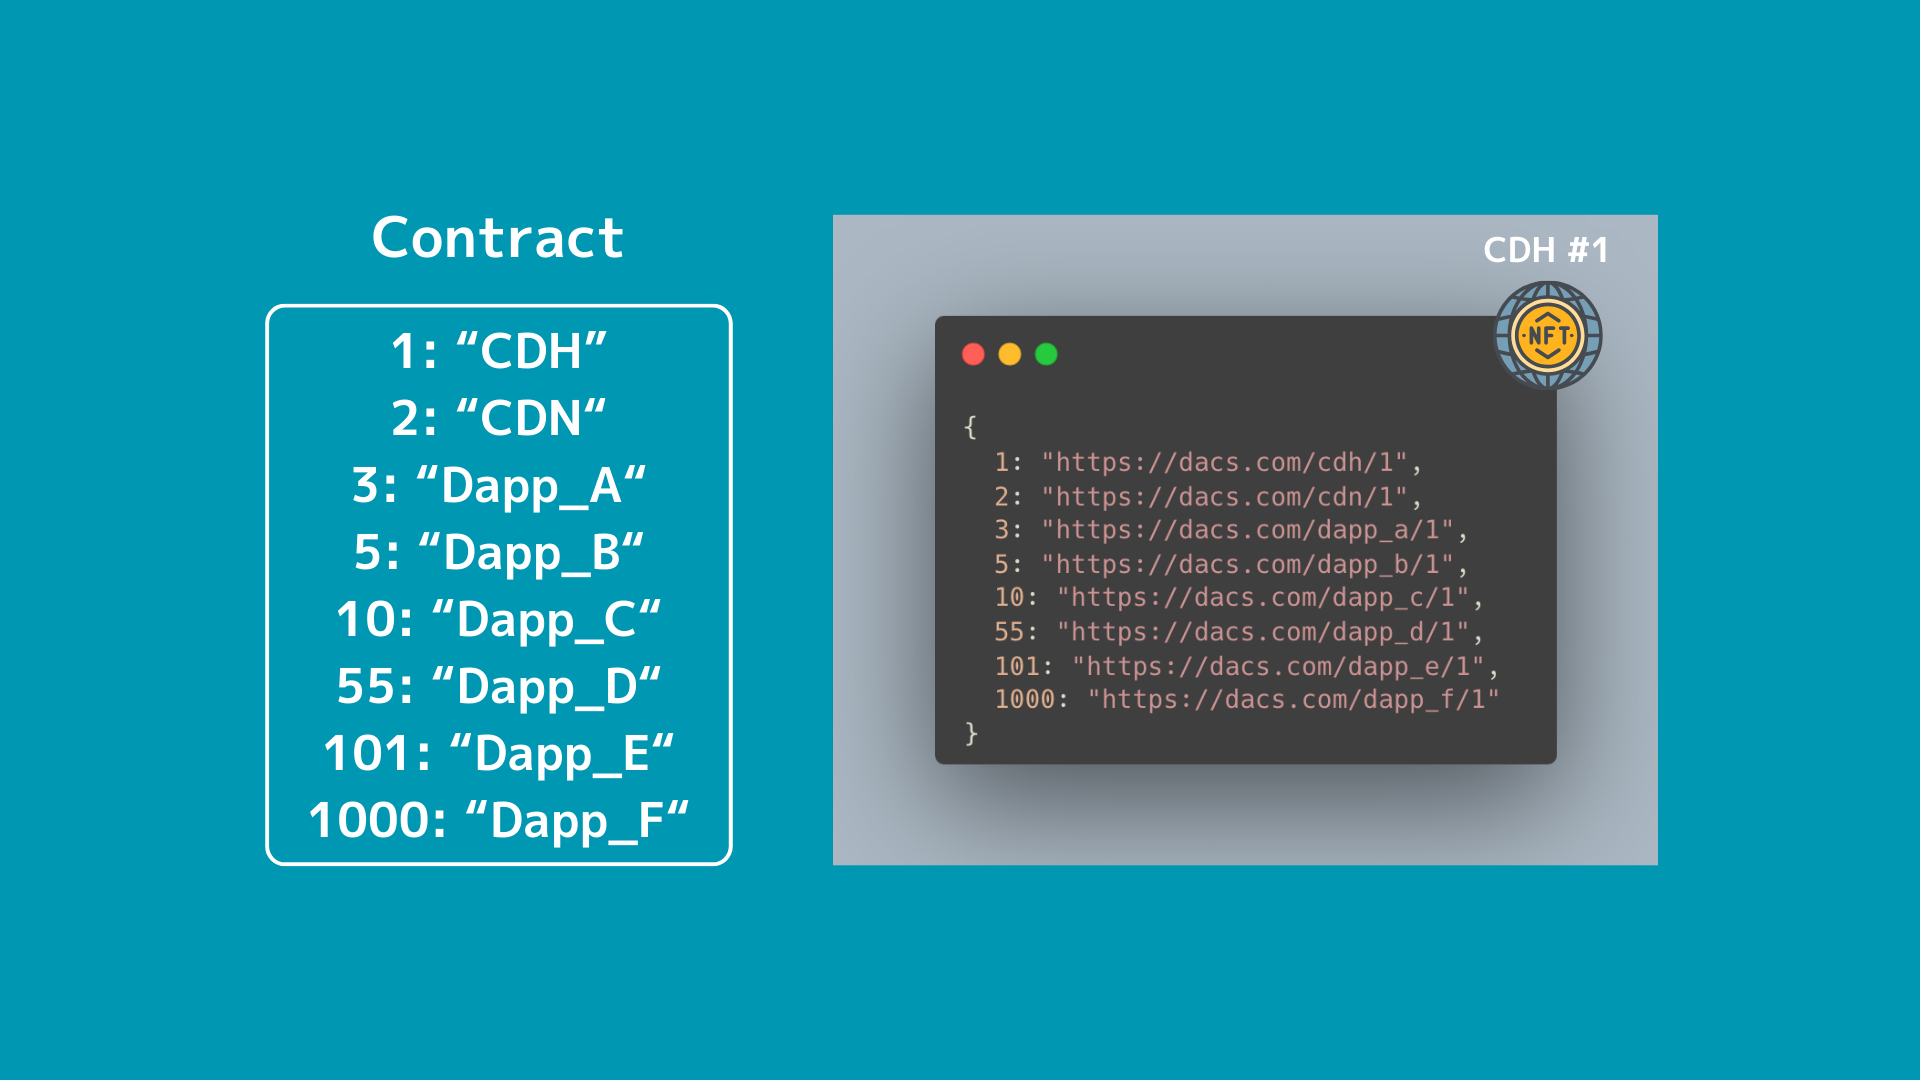 Contract
1: “CDH”
2: “CDN“
3: “Dapp_A“
5: “Dapp_B“
10: “Dapp_C“
55: “Dapp_D“
101: “Dapp_E“
1000: “Dapp_F“
CDH #1
NFT
{
1: "https://dacs.com/cdh/1",
2: "https://dacs.com/cdn/1",
3: "https://dacs.com/dapp_a/1",
5: "https://dacs.com/dapp_b/1",
10: "https://dacs.com/dapp_c/1",
55: "https://dacs.com/dapp_d/1",
101: "https://dacs.com/dapp_e/1",
1000: "https://dacs.com/dapp_f/1"
}